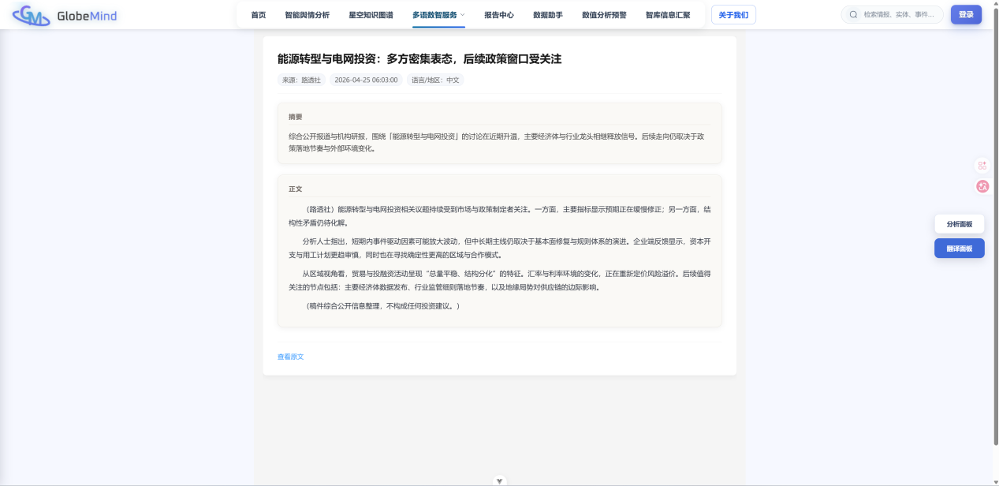 GlobeMind
首页 智能舆情分析 星空知识图谱 多语数智服务 报告中心 数据助手 数值分析预警 智库信息汇聚 关于我们 检索情报、实体、事件... 登录
能源转型与电网投资：多方密集表态，后续政策窗口受关注
来源：路透社 2026-04-25 06:03:00 语言/地区：中文
摘要
综合公开报道与机构研报，围绕「能源转型与电网投资」的讨论在近期升温，主要经济体与行业龙头相继释放信号。后续走向仍取决于政
策落地节奏与外部环境变化。
正文
（路透社）能源转型与电网投资相关议题持续受到市场与政策制定者关注。一方面，主要指标显示预期正在缓慢修正；另一方面，结
构性矛盾仍待化解。
分析人士指出，短期内事件驱动因素可能放大波动，但中长期主线仍取决于基本面修复与规则体系的演进。企业端反馈显示，资本开
支与用工计划更趋审慎，同时也在寻找确定性更高的区域与合作模式。
从区域视角看，贸易与投融资活动呈现“总量平稳、结构分化”的特征。汇率与利率环境的变化，正在重新定价风险溢价。后续值得
关注的节点包括：主要经济体数据发布、行业监管细则落地节奏，以及地缘局势对供应链的边际影响。
（稿件综合公开信息整理，不构成任何投资建议。）
查看原文
分析面板
翻译面板